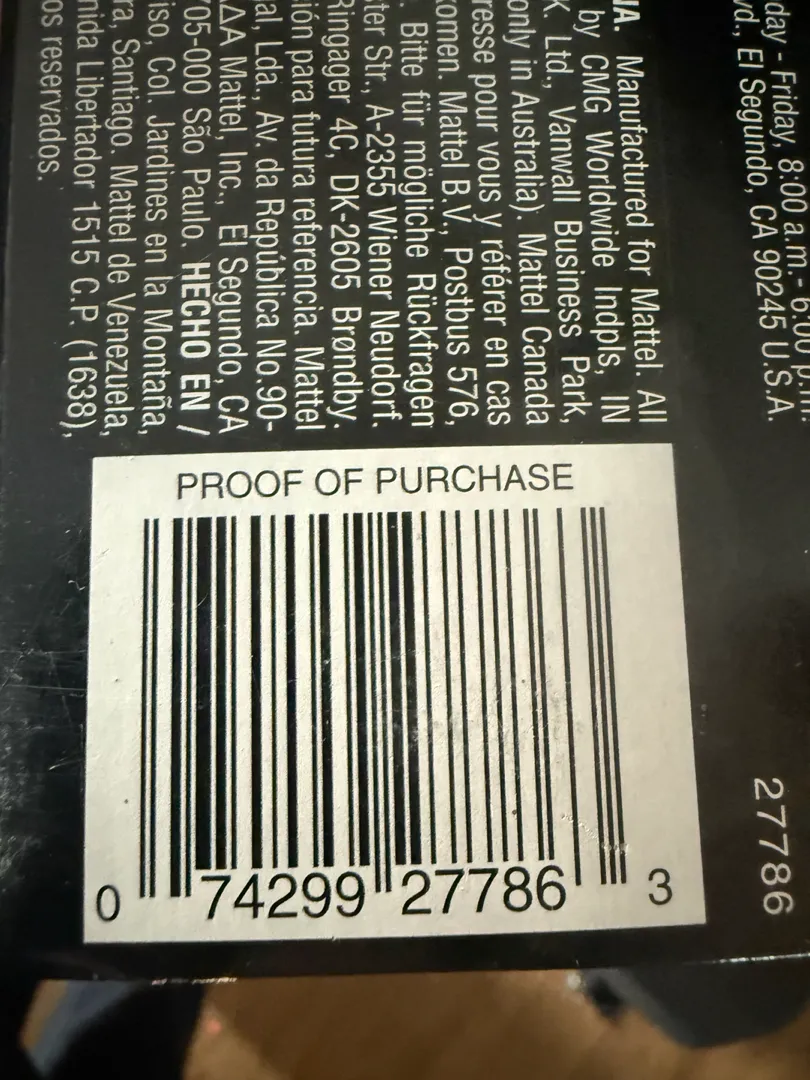 day - Friday, 8:00 a.m.- 6:00 p.m.
vd., El Segundo, CA 90245 U.S.A.
Manufactured for Mattel. All
by CMG Worldwide Indpls, IN
K. Ltd., Vanwall Business Park,
only in Australia). Mattel Canada
resse pour vous y référer en cas
komen. Mattel B.V., Postbus 576,
. Bitte für mögliche Rückfragen
ster Str., A-2355 Wiener Neudorf.
Ringager 4C, DK-2605 Brøndby.
ión para futura referencia. Mattel
gal, Lda., Av. da República No.90-
Mattel, Inc., El Segundo, CA
705-000 São Paulo. HECHO EN /
iso, Col. Jardines en la Montaña,
ra, Santiago. Mattel de Venezuela,
nida Libertador 1515 C.P. (1638),
os reservados.
PROOF OF PURCHASE
0 74299 27786 3
27786